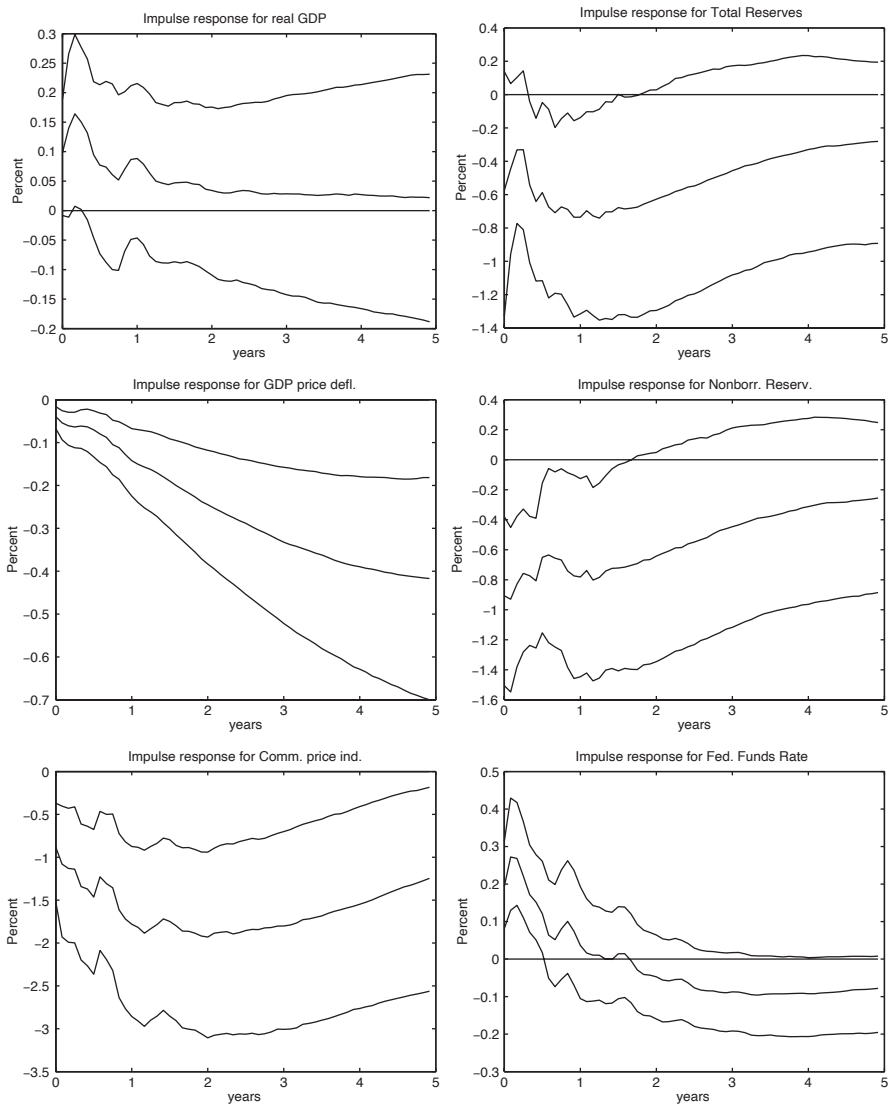 Impulse response for real GDP
0.3
0.25
0.2
0.15
0.1
0.05
0
−0.05
−0.1
−0.15
−0.2
Percent
0 1 2 3 4 5
years
Impulse response for Total Reserves
0.4
0.2
0
−0.2
−0.4
−0.6
−0.8
−1
−1.2
−1.4
Percent
0 1 2 3 4 5
years
Impulse response for GDP price defl.
0
−0.1
−0.2
−0.3
−0.4
−0.5
−0.6
−0.7
Percent
0 1 2 3 4 5
years
Impulse response for Nonborr. Reserv.
0.4
0.2
0
−0.2
−0.4
−0.6
−0.8
−1
−1.2
−1.4
−1.6
Percent
0 1 2 3 4 5
years
Impulse response for Comm. price ind.
0
−0.5
−1
−1.5
−2
−2.5
−3
−3.5
Percent
0 1 2 3 4 5
years
Impulse response for Fed. Funds Rate
0.5
0.4
0.3
0.2
0.1
0
−0.1
−0.2
−0.3
Percent
0 1 2 3 4 5
years